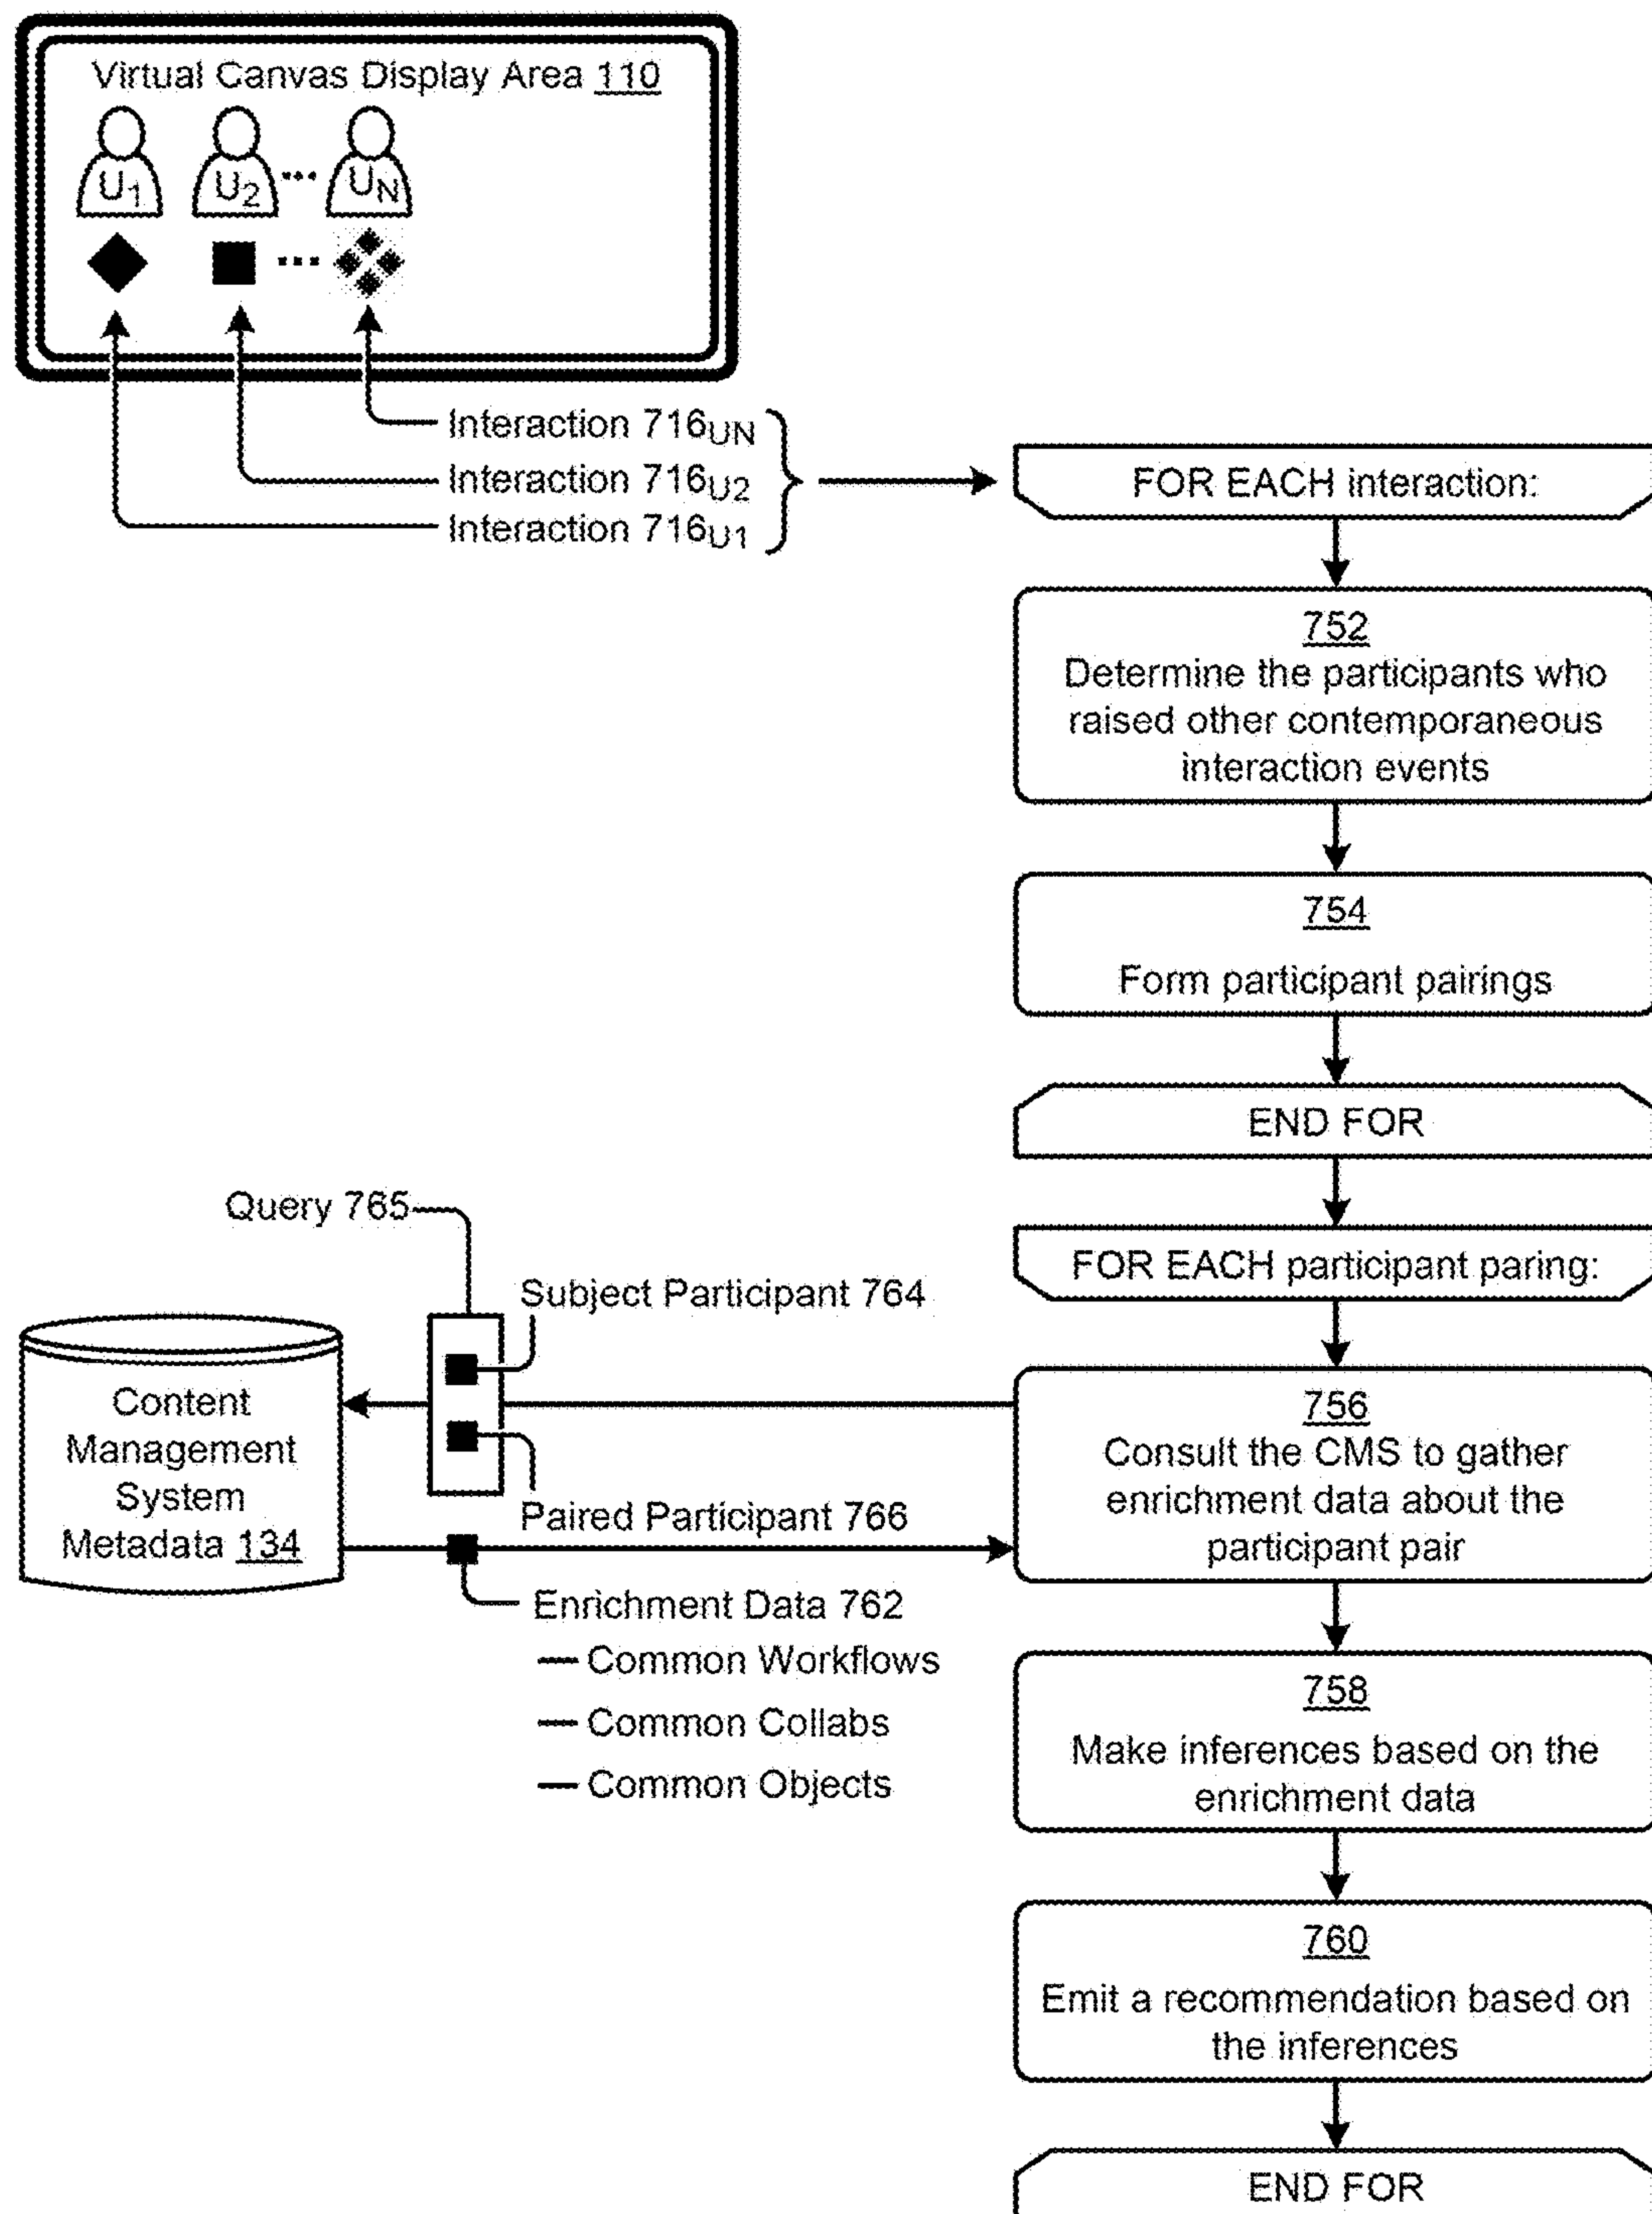 Virtual Canvas Display Area 110
U1 U2 ... UN
...
Interaction 716UN
Interaction 716U2
Interaction 716U1
FOR EACH interaction:
752
Determine the participants who
raised other contemporaneous
interaction events
754
Form participant pairings
END FOR
FOR EACH participant paring:
Query 765
Subject Participant 764
Content
Management
System
Metadata 134
Paired Participant 766
756
Consult the CMS to gather
enrichment data about the
participant pair
Enrichment Data 762
— Common Workflows
— Common Collabs
— Common Objects
758
Make inferences based on the
enrichment data
760
Emit a recommendation based on
the inferences
END FOR